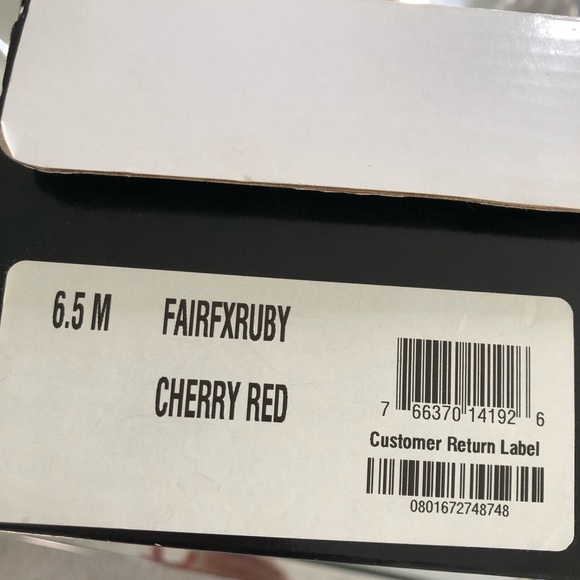 6.5 M FAIRFXRUBY
CHERRY RED
7 66370 14192 6
Customer Return Label
0801672748748